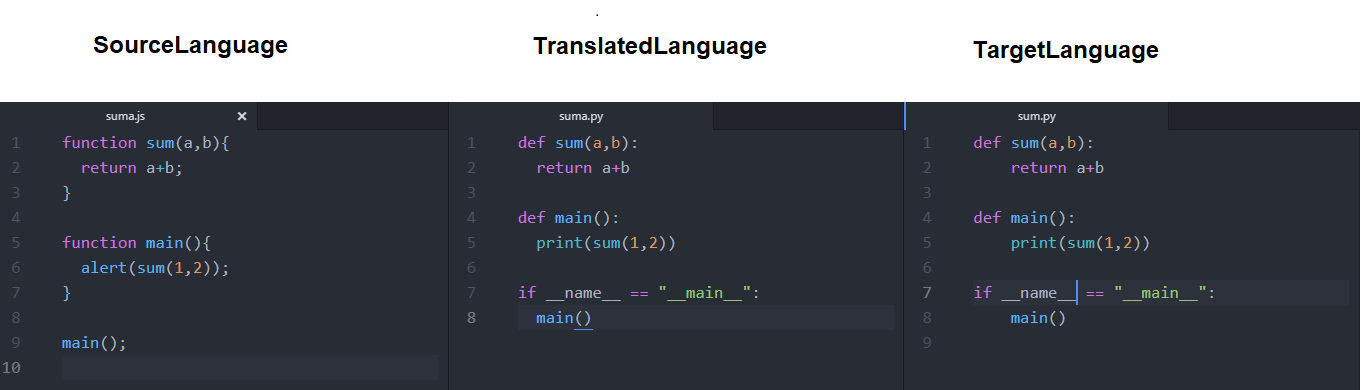 SourceLanguage
TranslatedLanguage
TargetLanguage
suma.js ×
1 function sum(a,b){
2 return a+b;
3 }
4
5 function main(){
6 alert(sum(1,2));
7 }
8
9 main();
10
suma.py
1 def sum(a,b):
2 return a+b
3
4 def main():
5 print(sum(1,2))
6
7 if __name__ == "__main__":
8 main()
sum.py
1 def sum(a,b):
2 return a+b
3
4 def main():
5 print(sum(1,2))
6
7 if __name__ == "__main__":
8 main()
9